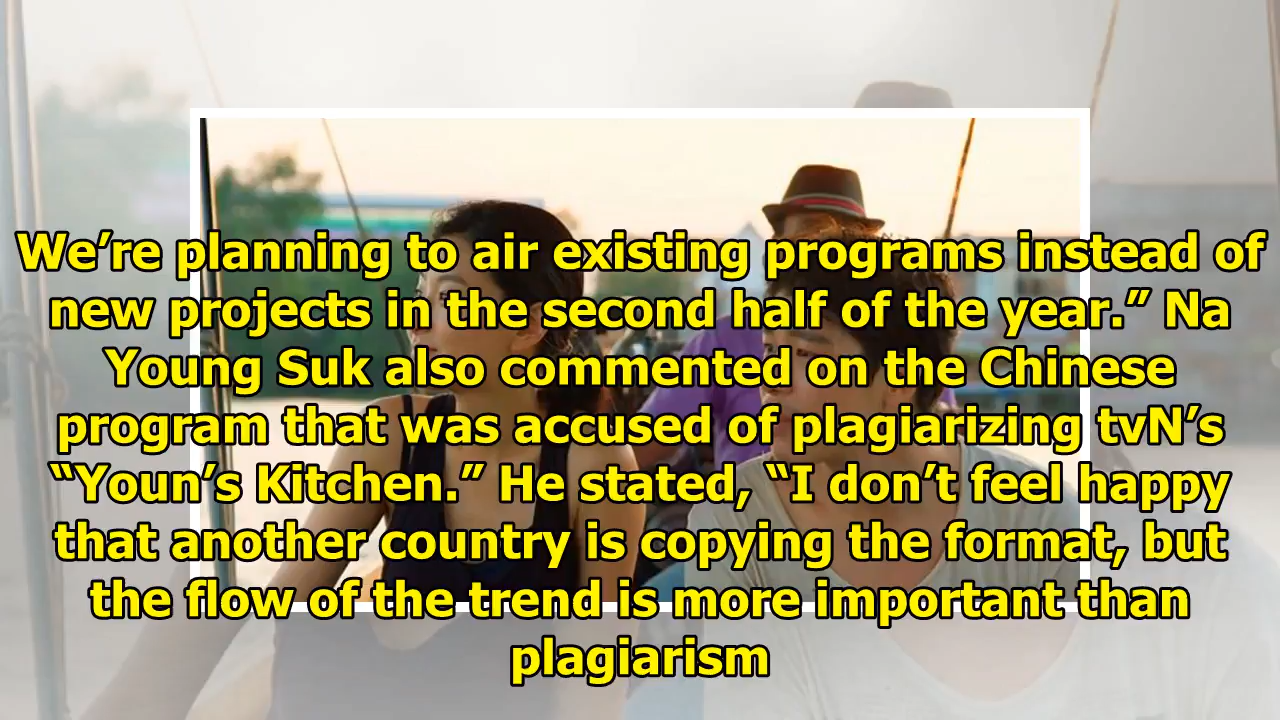 We’re planning to air existing programs instead of
new projects in the second half of the year.” Na
Young Suk also commented on the Chinese
program that was accused of plagiarizing tvN’s
“Youn’s Kitchen.” He stated, “I don’t feel happy
that another country is copying the format, but
the flow of the trend is more important than
plagiarism